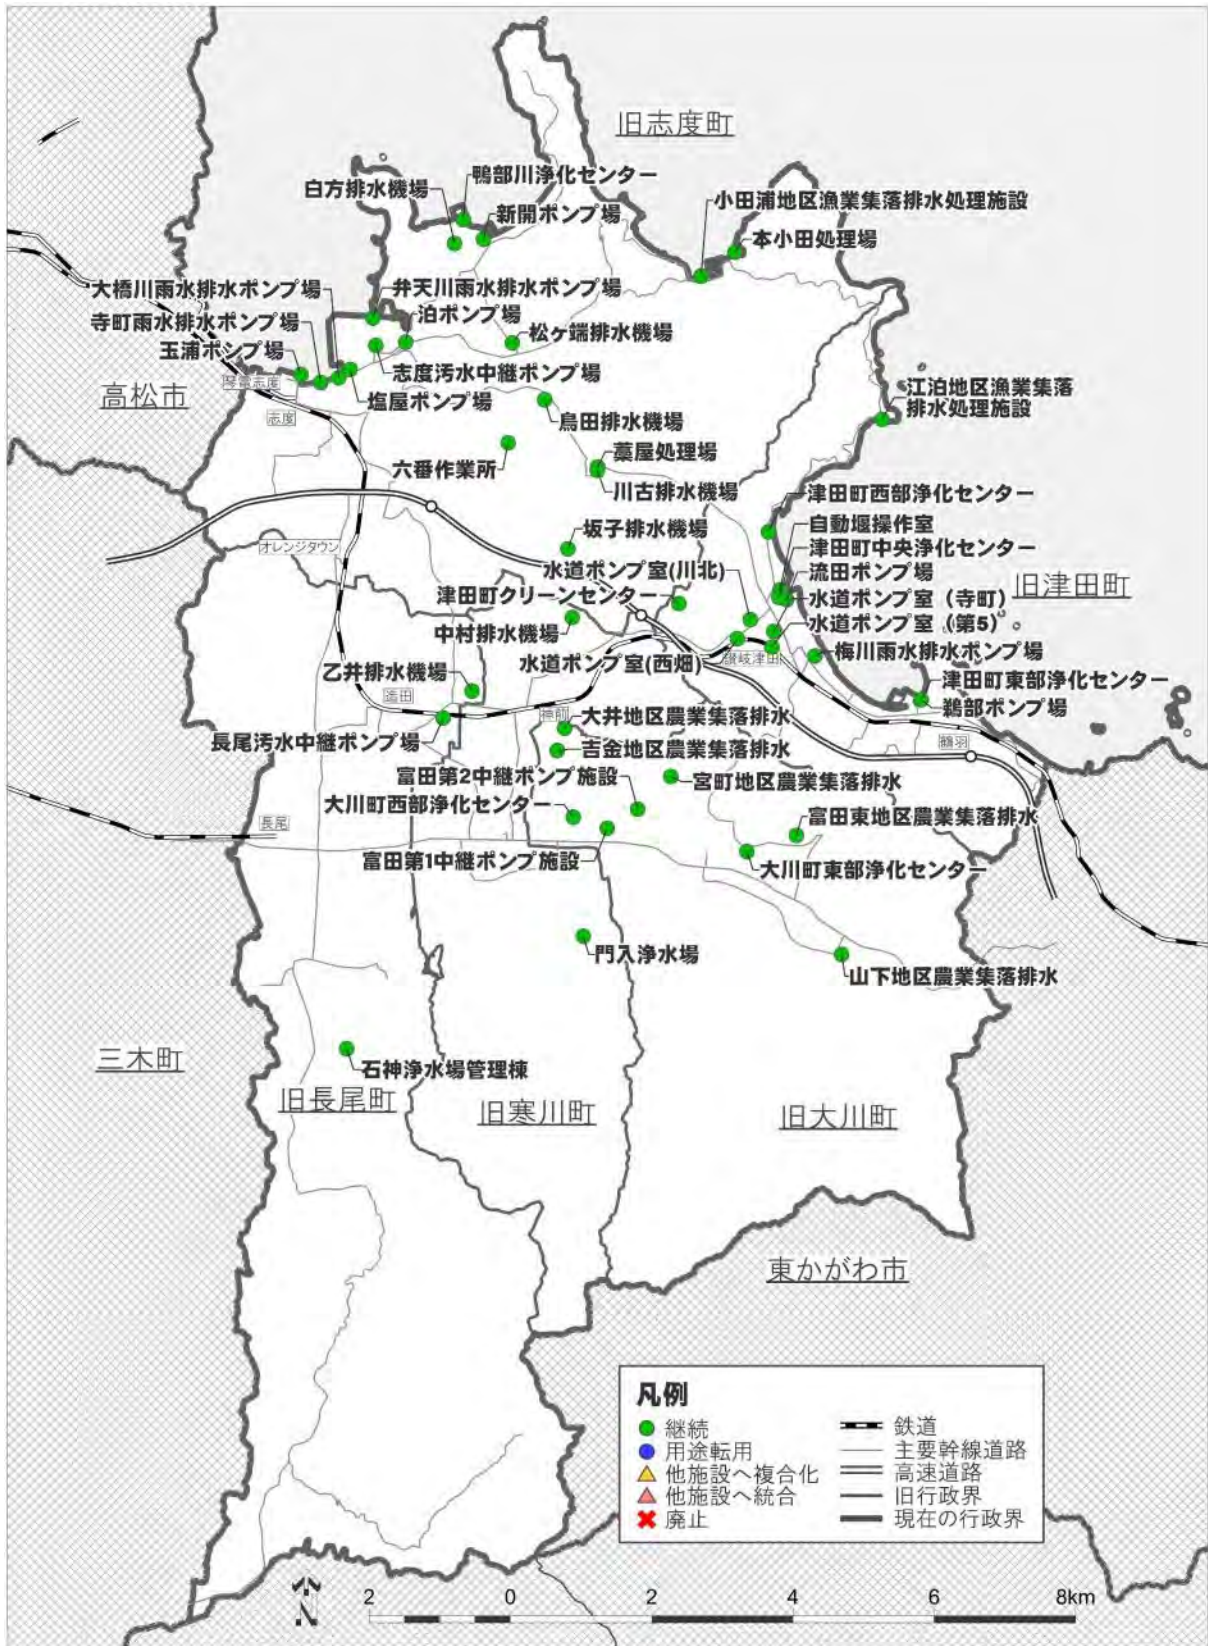 旧志度町
鴨部川浄化センター
白方排水機場
新開ポンプ場
小田浦地区漁業集落排水処理施設
本小田処理場
大橋川雨水排水ポンプ場
弁天川雨水排水ポンプ場
寺町雨水排水ポンプ場
泊ポンプ場
松ヶ端排水機場
玉浦ポンプ場
琴電志度
志度汚水中継ポンプ場
高松市
塩屋ポンプ場
江泊地区漁業集落
排水処理施設
志度
鳥田排水機場
六番作業所
藁屋処理場
川古排水機場
津田町西部浄化センター
自動堰操作室
坂子排水機場
オレンジタウン
津田町中央浄化センター
水道ポンプ室(川北)
流田ポンプ場
旧津田町
津田町クリーンセンター
水道ポンプ室（寺町）
水道ポンプ室（第5）
中村排水機場
梅川雨水排水ポンプ場
水道ポンプ室(西畑)
讃岐津田
乙井排水機場
津田町東部浄化センター
造田
鵜部ポンプ場
神前
大井地区農業集落排水
長尾汚水中継ポンプ場
鶴羽
吉金地区農業集落排水
富田第2中継ポンプ施設
宮町地区農業集落排水
大川町西部浄化センター
富田東地区農業集落排水
長尾
富田第1中継ポンプ施設
大川町東部浄化センター
門入浄水場
山下地区農業集落排水
三木町
石神浄水場管理棟
旧長尾町
旧寒川町
旧大川町
東かがわ市
凡例
継続
用途転用
他施設へ複合化
他施設へ統合
廃止
鉄道
主要幹線道路
高速道路
旧行政界
現在の行政界
N
2 0 2 4 6 8km